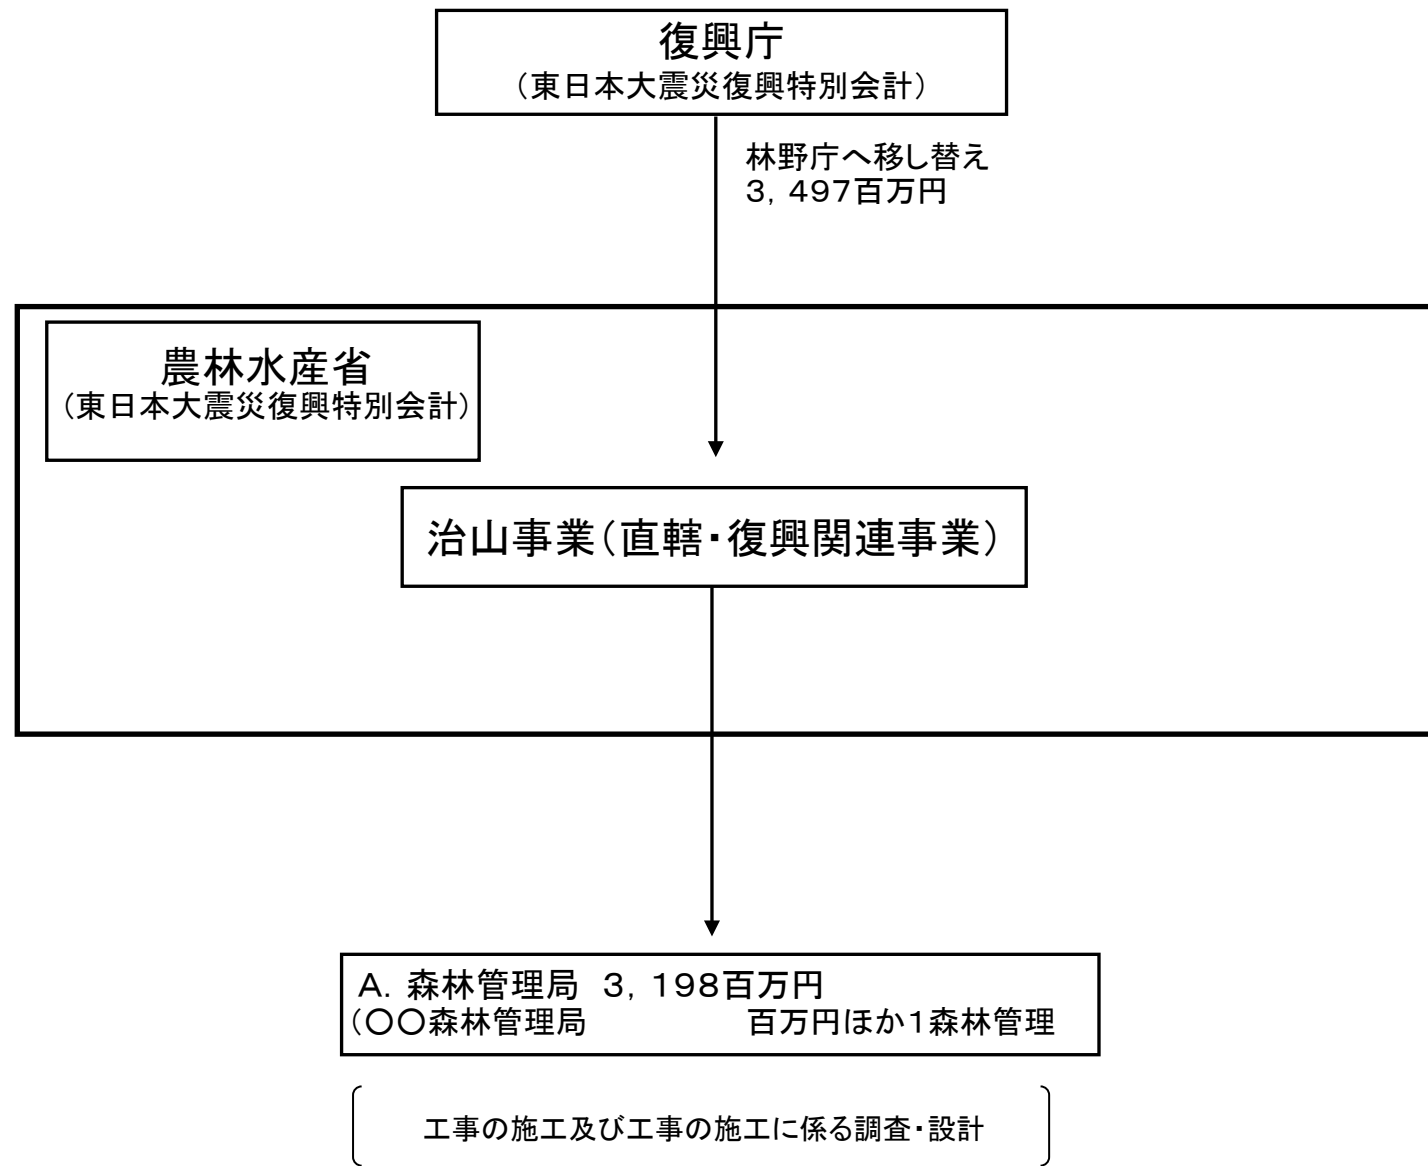 復興庁
（東日本大震災復興特別会計）
林野庁へ移し替え
３，４９７百万円
農林水産省
（東日本大震災復興特別会計）
治山事業（直轄・復興関連事業）
Ａ．森林管理局　３，１９８百万円
（〇〇森林管理局　　　　　百万円ほか１森林管理
工事の施工及び工事の施工に係る調査・設計